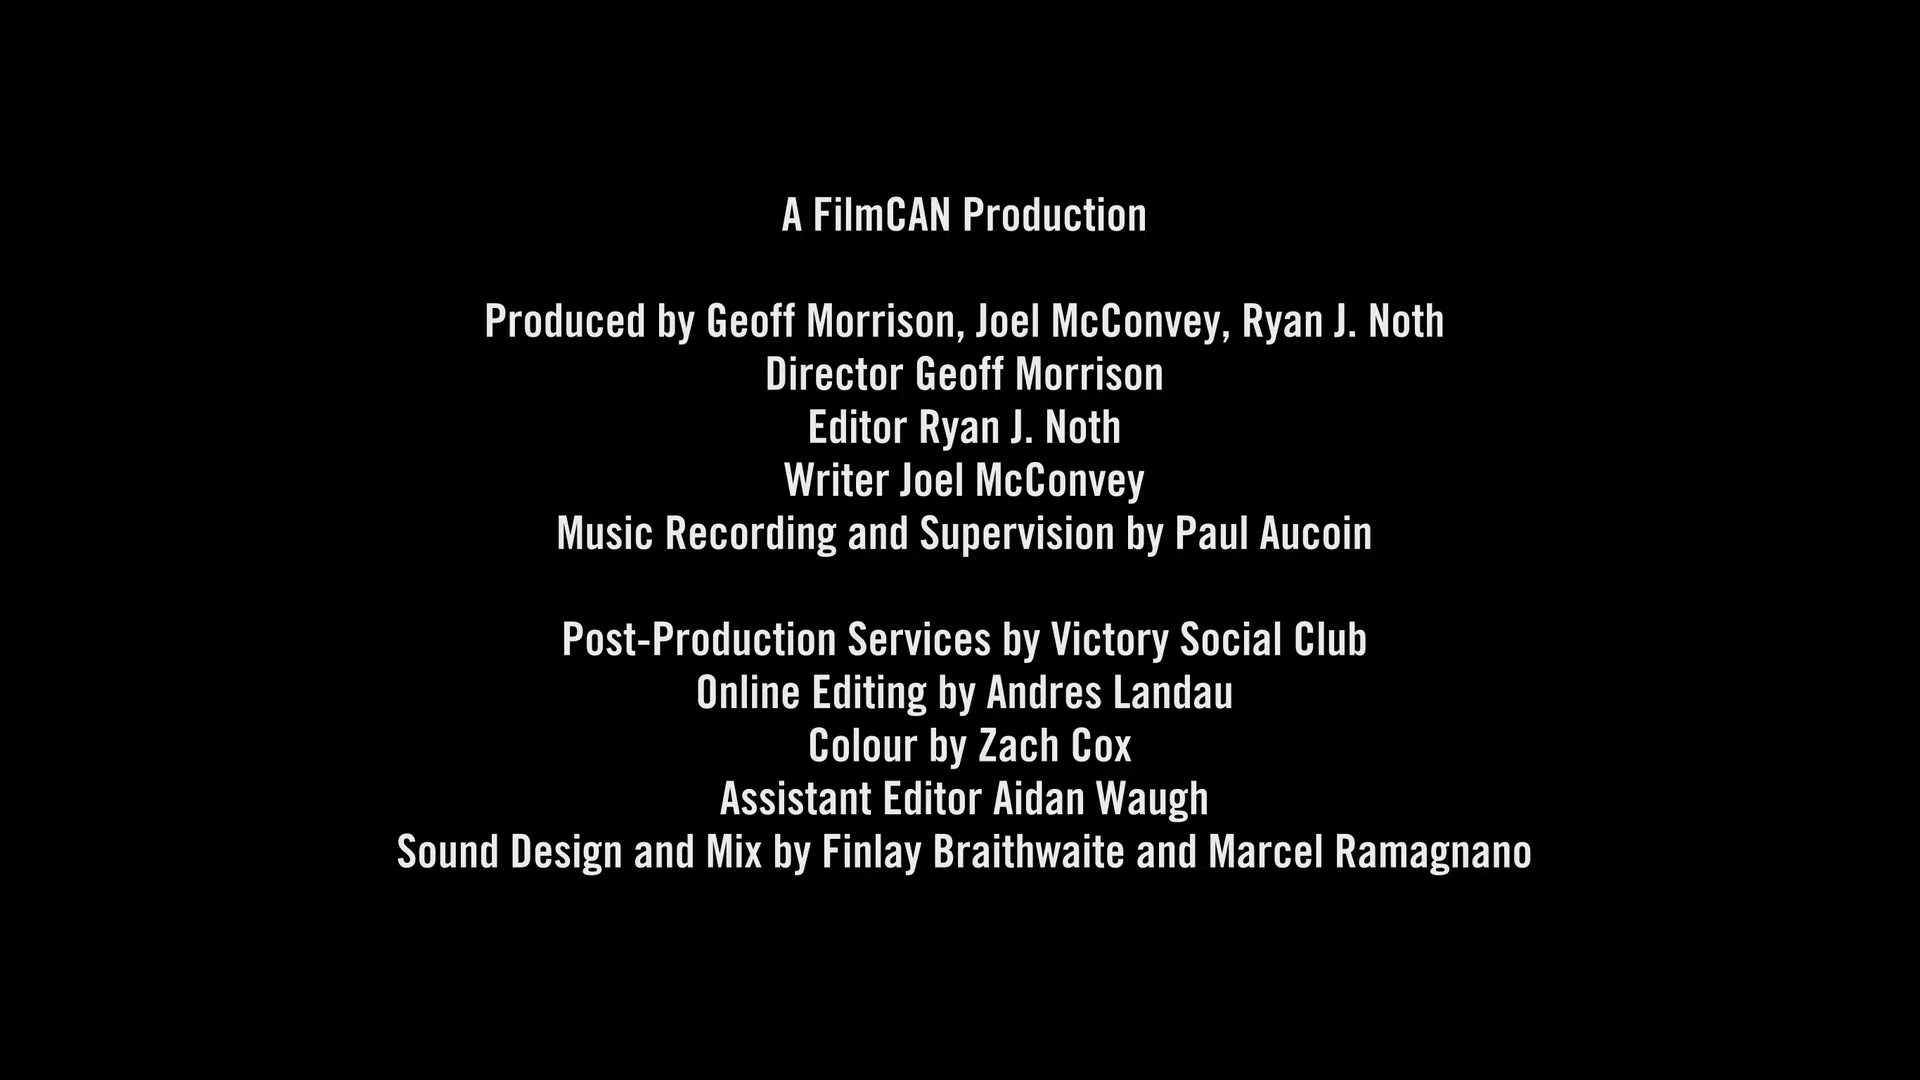 A FilmCAN Production
Produced by Geoff Morrison, Joel McConvey, Ryan J. Noth
Director Geoff Morrison
Editor Ryan J. Noth
Writer Joel McConvey
Music Recording and Supervision by Paul Aucoin
Post-Production Services by Victory Social Club
Online Editing by Andres Landau
Colour by Zach Cox
Assistant Editor Aidan Waugh
Sound Design and Mix by Finlay Braithwaite and Marcel Ramagnano